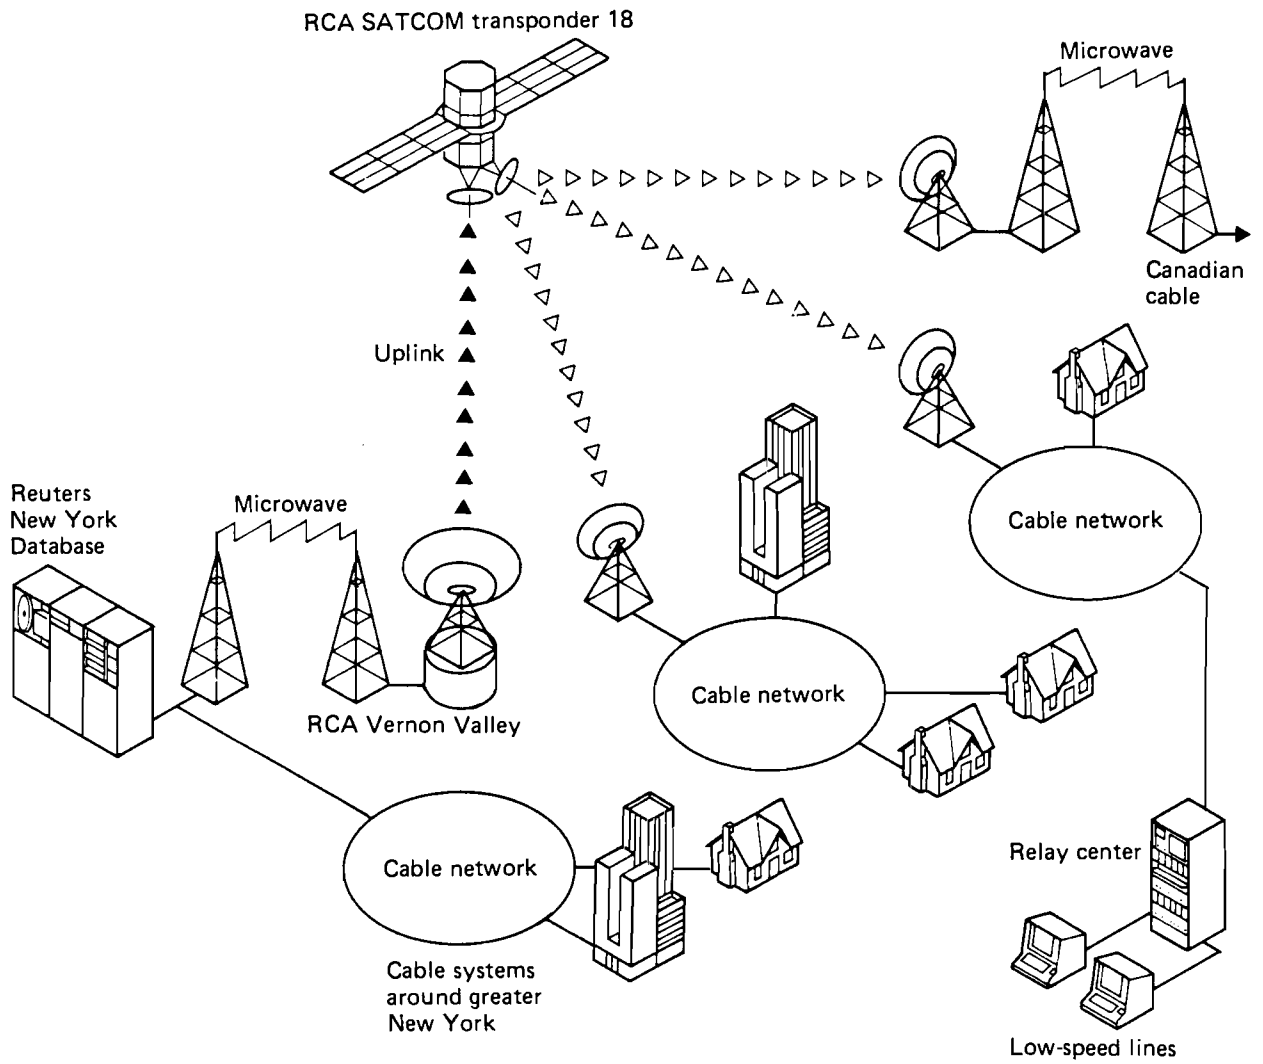 RCA SATCOM transponder 18
Microwave
Canadian
cable
Uplink
Reuters
New York
Database
Microwave
Cable network
RCA Vernon Valley
Cable network
Cable network
Relay center
Cable systems
around greater
New York
Low-speed lines